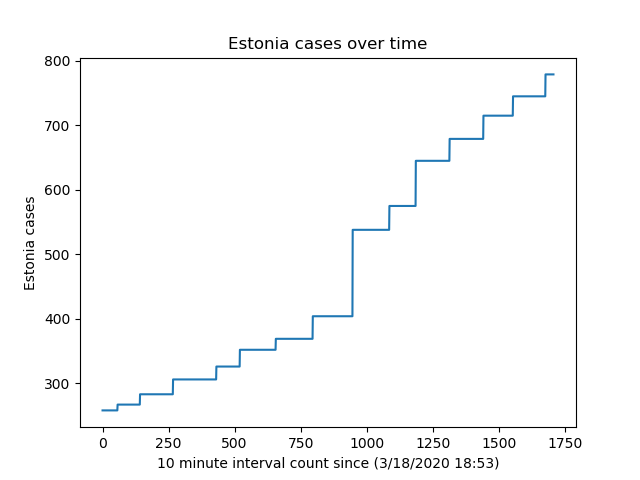 Estonia cases over time
800
700
600
500
400
300
Estonia cases
0 250 500 750 1000 1250 1500 1750
10 minute interval count since (3/18/2020 18:53)